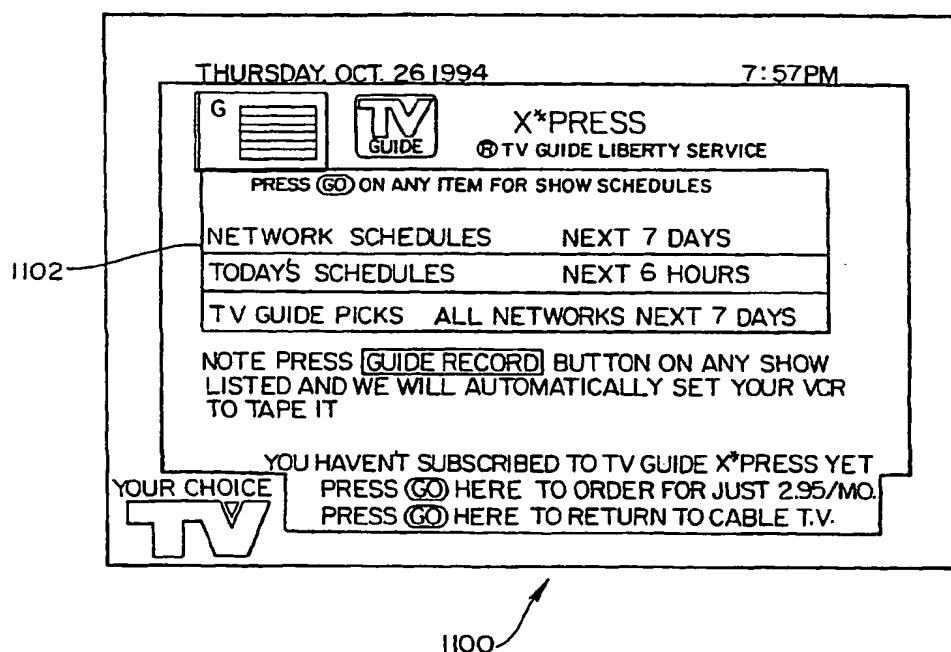 THURSDAY, OCT. 26 1994 7:57PM
G TV GUIDE X*PRESS
® TV GUIDE LIBERTY SERVICE
PRESS GO ON ANY ITEM FOR SHOW SCHEDULES
NETWORK SCHEDULES NEXT 7 DAYS
1102
TODAY'S SCHEDULES NEXT 6 HOURS
TV GUIDE PICKS ALL NETWORKS NEXT 7 DAYS
NOTE PRESS GUIDE RECORD BUTTON ON ANY SHOW
LISTED AND WE WILL AUTOMATICALLY SET YOUR VCR
TO TAPE IT
YOU HAVEN'T SUBSCRIBED TO TV GUIDE X*PRESS YET
YOUR CHOICE TV
PRESS GO HERE TO ORDER FOR JUST 2.95/MO.
PRESS GO HERE TO RETURN TO CABLE T.V.
1100